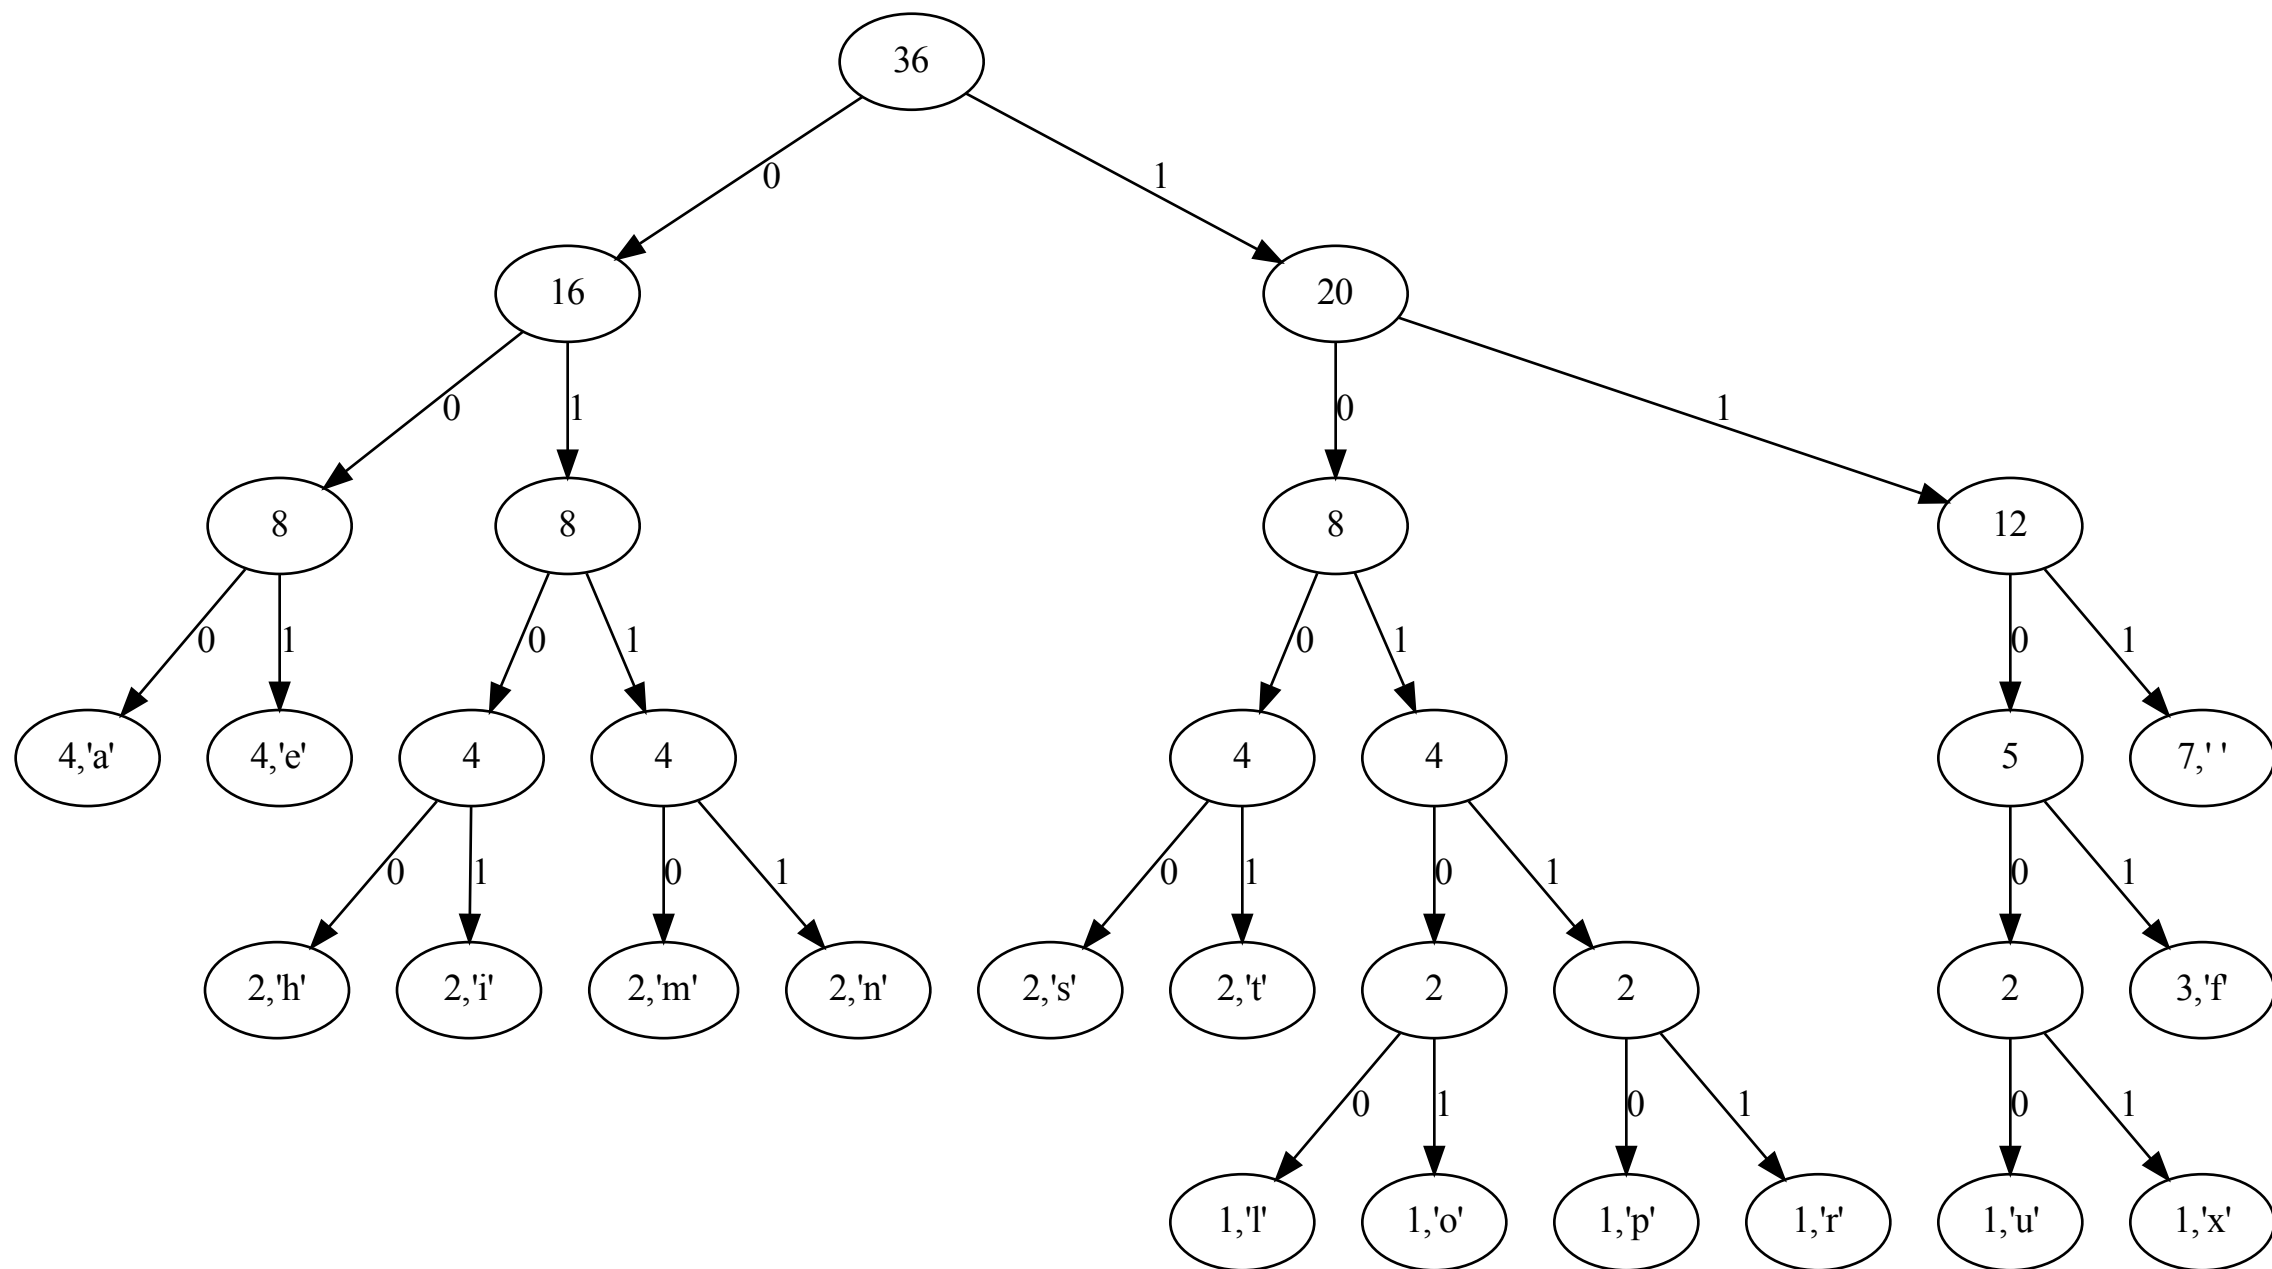 36
0 1
16 20
0 1 0 1
8 8 8 12
0 1 0 1 0 1 0 1
4,'a' 4,'e' 4 4 4 4 5 7,' '
0 1 0 1 0 1 0 1 0 1
2,'h' 2,'i' 2,'m' 2,'n' 2,'s' 2,'t' 2 2 2 3,'f'
0 1 0 1 0 1
1,'l' 1,'o' 1,'p' 1,'r' 1,'u' 1,'x'